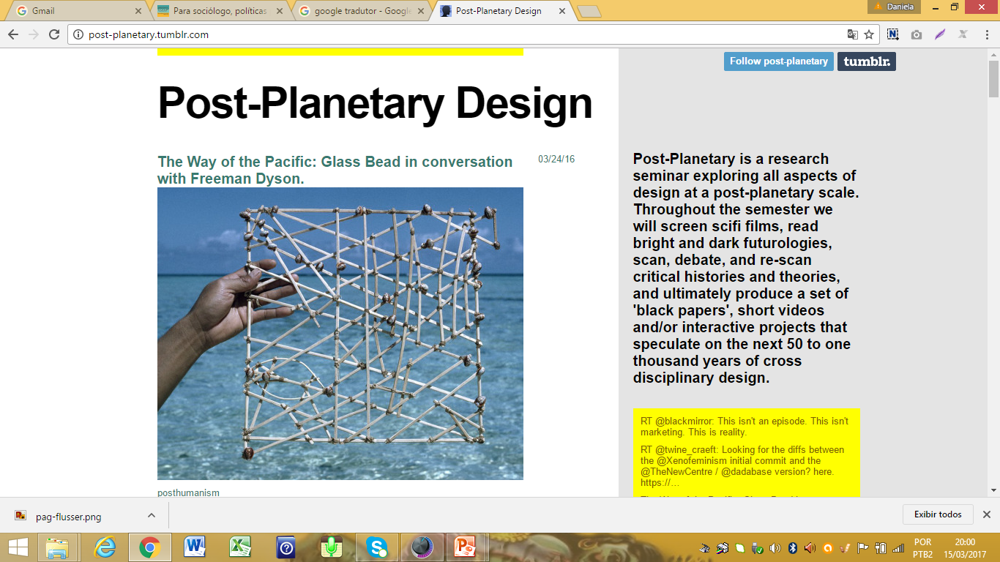 Gmail
Para sociólogo, políticas
google tradutor - Google
Post-Planetary Design
Daniela
post-planetary.tumblr.com
Follow post-planetary
tumblr.
Post-Planetary Design
The Way of the Pacific: Glass Bead in conversation
with Freeman Dyson.
03/24/16
posthumanism
Post-Planetary is a research
seminar exploring all aspects of
design at a post-planetary scale.
Throughout the semester we
will screen scifi films, read
bright and dark futurologies,
scan, debate, and re-scan
critical histories and theories,
and ultimately produce a set of
'black papers', short videos
and/or interactive projects that
speculate on the next 50 to one
thousand years of cross
disciplinary design.
RT @blackmirror: This isn't an episode. This isn't
marketing. This is reality.
RT @twine_craeft: Looking for the diffs between
the @Xenofeminism initial commit and the
@TheNewCentre / @dadabase version? here.
https://…
pag-flusser.png
Exibir todos
POR
PTB2
20:00
15/03/2017